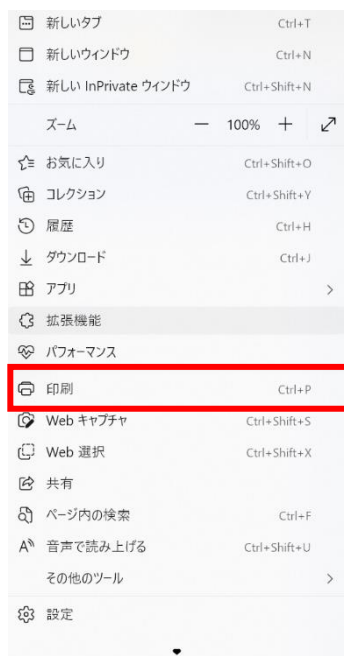 新しいタブ Ctrl+T
新しいウィンドウ Ctrl+N
新しい InPrivate ウィンドウ Ctrl+Shift+N
ズーム — 100% +
お気に入り Ctrl+Shift+O
コレクション Ctrl+Shift+Y
履歴 Ctrl+H
ダウンロード Ctrl+J
アプリ
拡張機能
パフォーマンス
印刷 Ctrl+P
Web キャプチャ Ctrl+Shift+S
Web 選択 Ctrl+Shift+X
共有
ページ内の検索 Ctrl+F
音声で読み上げる Ctrl+Shift+U
その他のツール
設定